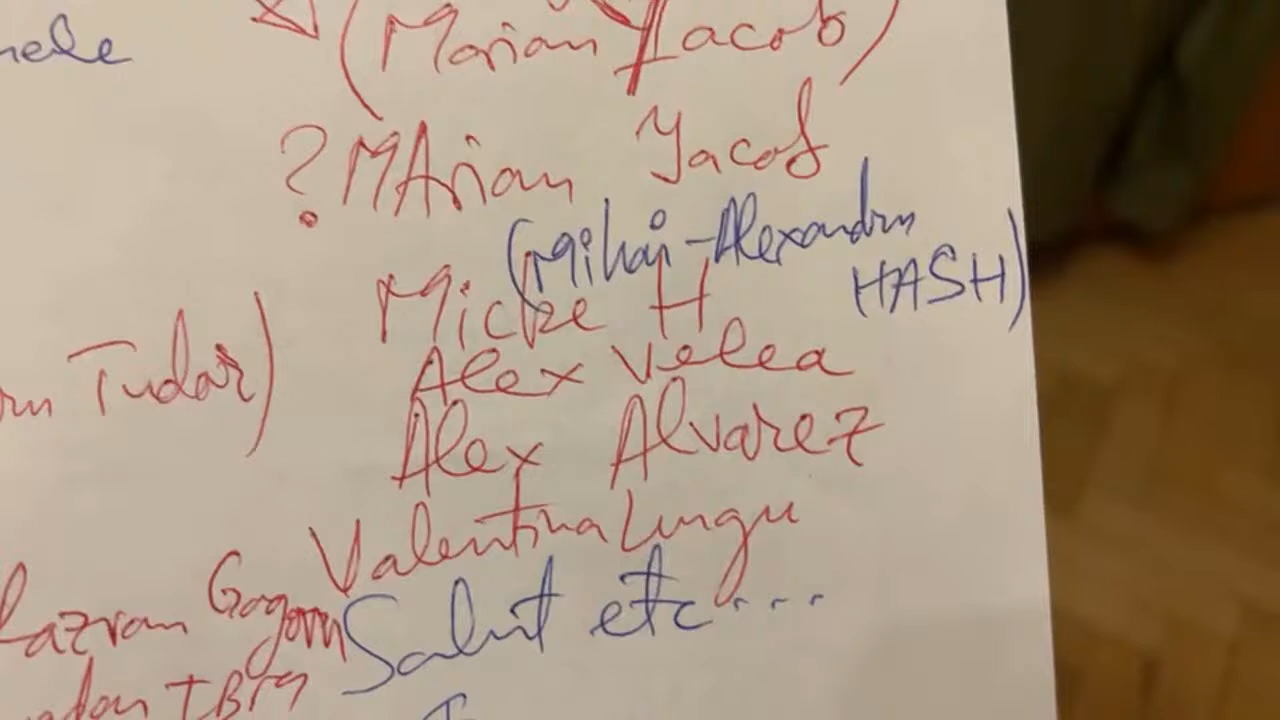 (Marian Iacob)
? MArian Iacob
(Mihai-Alexandru
HASH)
Micke H
Tudor)
Alex Velea
Alex Alvarez
Valentina Lungu
Razvan Gogan
Salut etc...
IBM